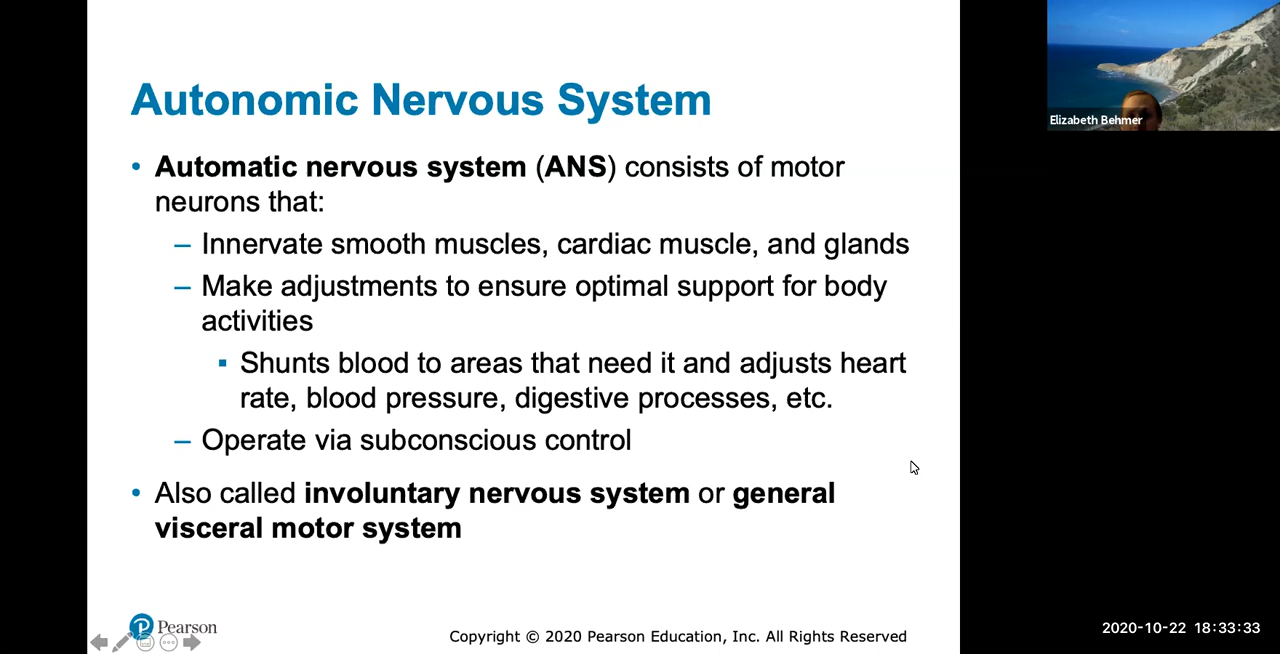 Autonomic Nervous System
• Automatic nervous system (ANS) consists of motor
neurons that:
– Innervate smooth muscles, cardiac muscle, and glands
– Make adjustments to ensure optimal support for body
activities
▪ Shunts blood to areas that need it and adjusts heart
rate, blood pressure, digestive processes, etc.
– Operate via subconscious control
• Also called involuntary nervous system or general
visceral motor system
Pearson
Copyright © 2020 Pearson Education, Inc. All Rights Reserved
Elizabeth Behmer
2020-10-22 18:33:33